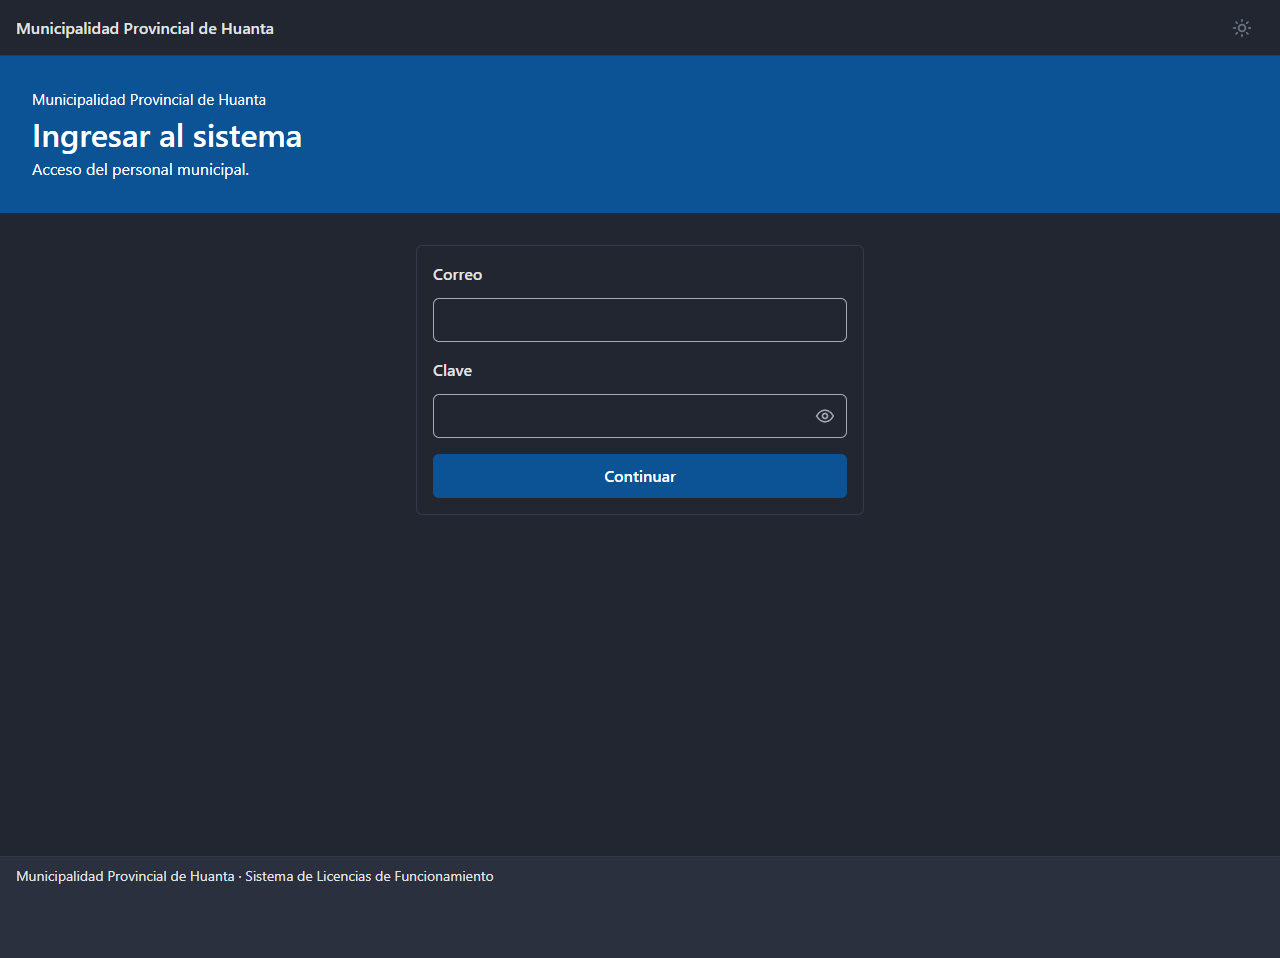 Municipalidad Provincial de Huanta
Municipalidad Provincial de Huanta
Ingresar al sistema
Acceso del personal municipal.
Correo
Clave
Continuar
Municipalidad Provincial de Huanta · Sistema de Licencias de Funcionamiento